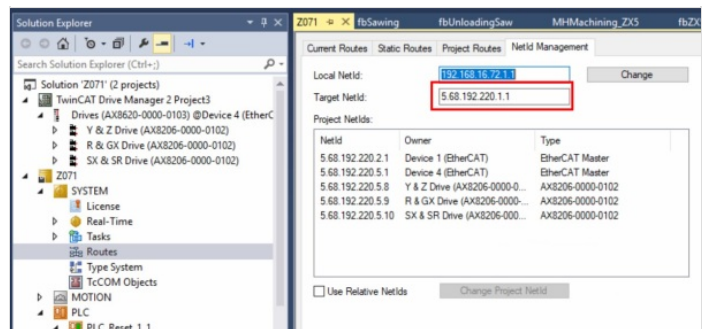 Solution Explorer
Search Solution Explorer (Ctrl+;)
Solution 'Z071' (2 projects)
TwinCAT Drive Manager 2 Project3
Drives (AX8620-0000-0103) @Device 4 (EtherC
Y & Z Drive (AX8206-0000-0102)
R & GX Drive (AX8206-0000-0102)
SX & SR Drive (AX8206-0000-0102)
Z071
SYSTEM
License
Real-Time
Tasks
Routes
Type System
TcCOM Objects
MOTION
PLC
PLC_Reset_1_1
Z071 fbSawing fbUnloadingSaw MHMachining_ZX5 fbZX
Current Routes Static Routes Project Routes NetId Management
Local NetId: 192.168.16.72.1.1 Change
Target NetId: 5.68.192.220.1.1
Project NetIds:
NetId Owner Type
5.68.192.220.2.1 Device 1 (EtherCAT) EtherCAT Master
5.68.192.220.5.1 Device 4 (EtherCAT) EtherCAT Master
5.68.192.220.5.8 Y & Z Drive (AX8206-0000-0... AX8206-0000-0102
5.68.192.220.5.9 R & GX Drive (AX8206-0000-... AX8206-0000-0102
5.68.192.220.5.10 SX & SR Drive (AX8206-000... AX8206-0000-0102
Use Relative NetIds Change Project NetId